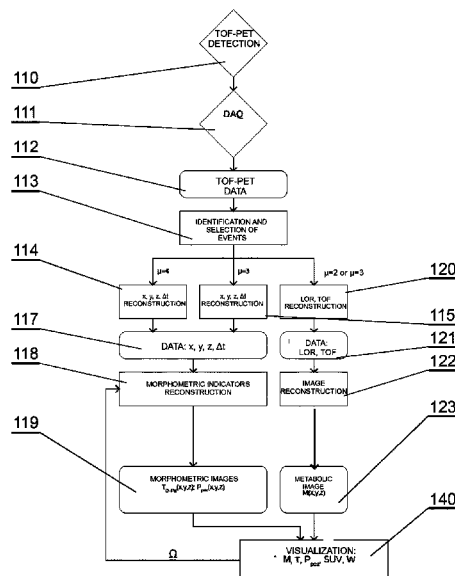 TOF-PET
DETECTION
110
DAQ
111
112
TOF-PET
DATA
113
IDENTIFICATION AND
SELECTION OF
EVENTS
114
μ=3
μ=2 or μ=3
120
x, y, z, Δt
RECONSTRUCTION
x, y, z, Δt
RECONSTRUCTION
LOR, TOF
RECONSTRUCTION
115
117
DATA: x, y, z, Δt
DATA:
LOR, TOF
121
118
MORPHOMETRIC INDICATORS
RECONSTRUCTION
IMAGE
RECONSTRUCTION
122
123
119
MORPHOMETRIC IMAGES
(x,y,z); (x,y,z)
METABOLIC
IMAGE
M(x,y,z)
140
Ω
VISUALIZATION:
M, τ, SUV, W